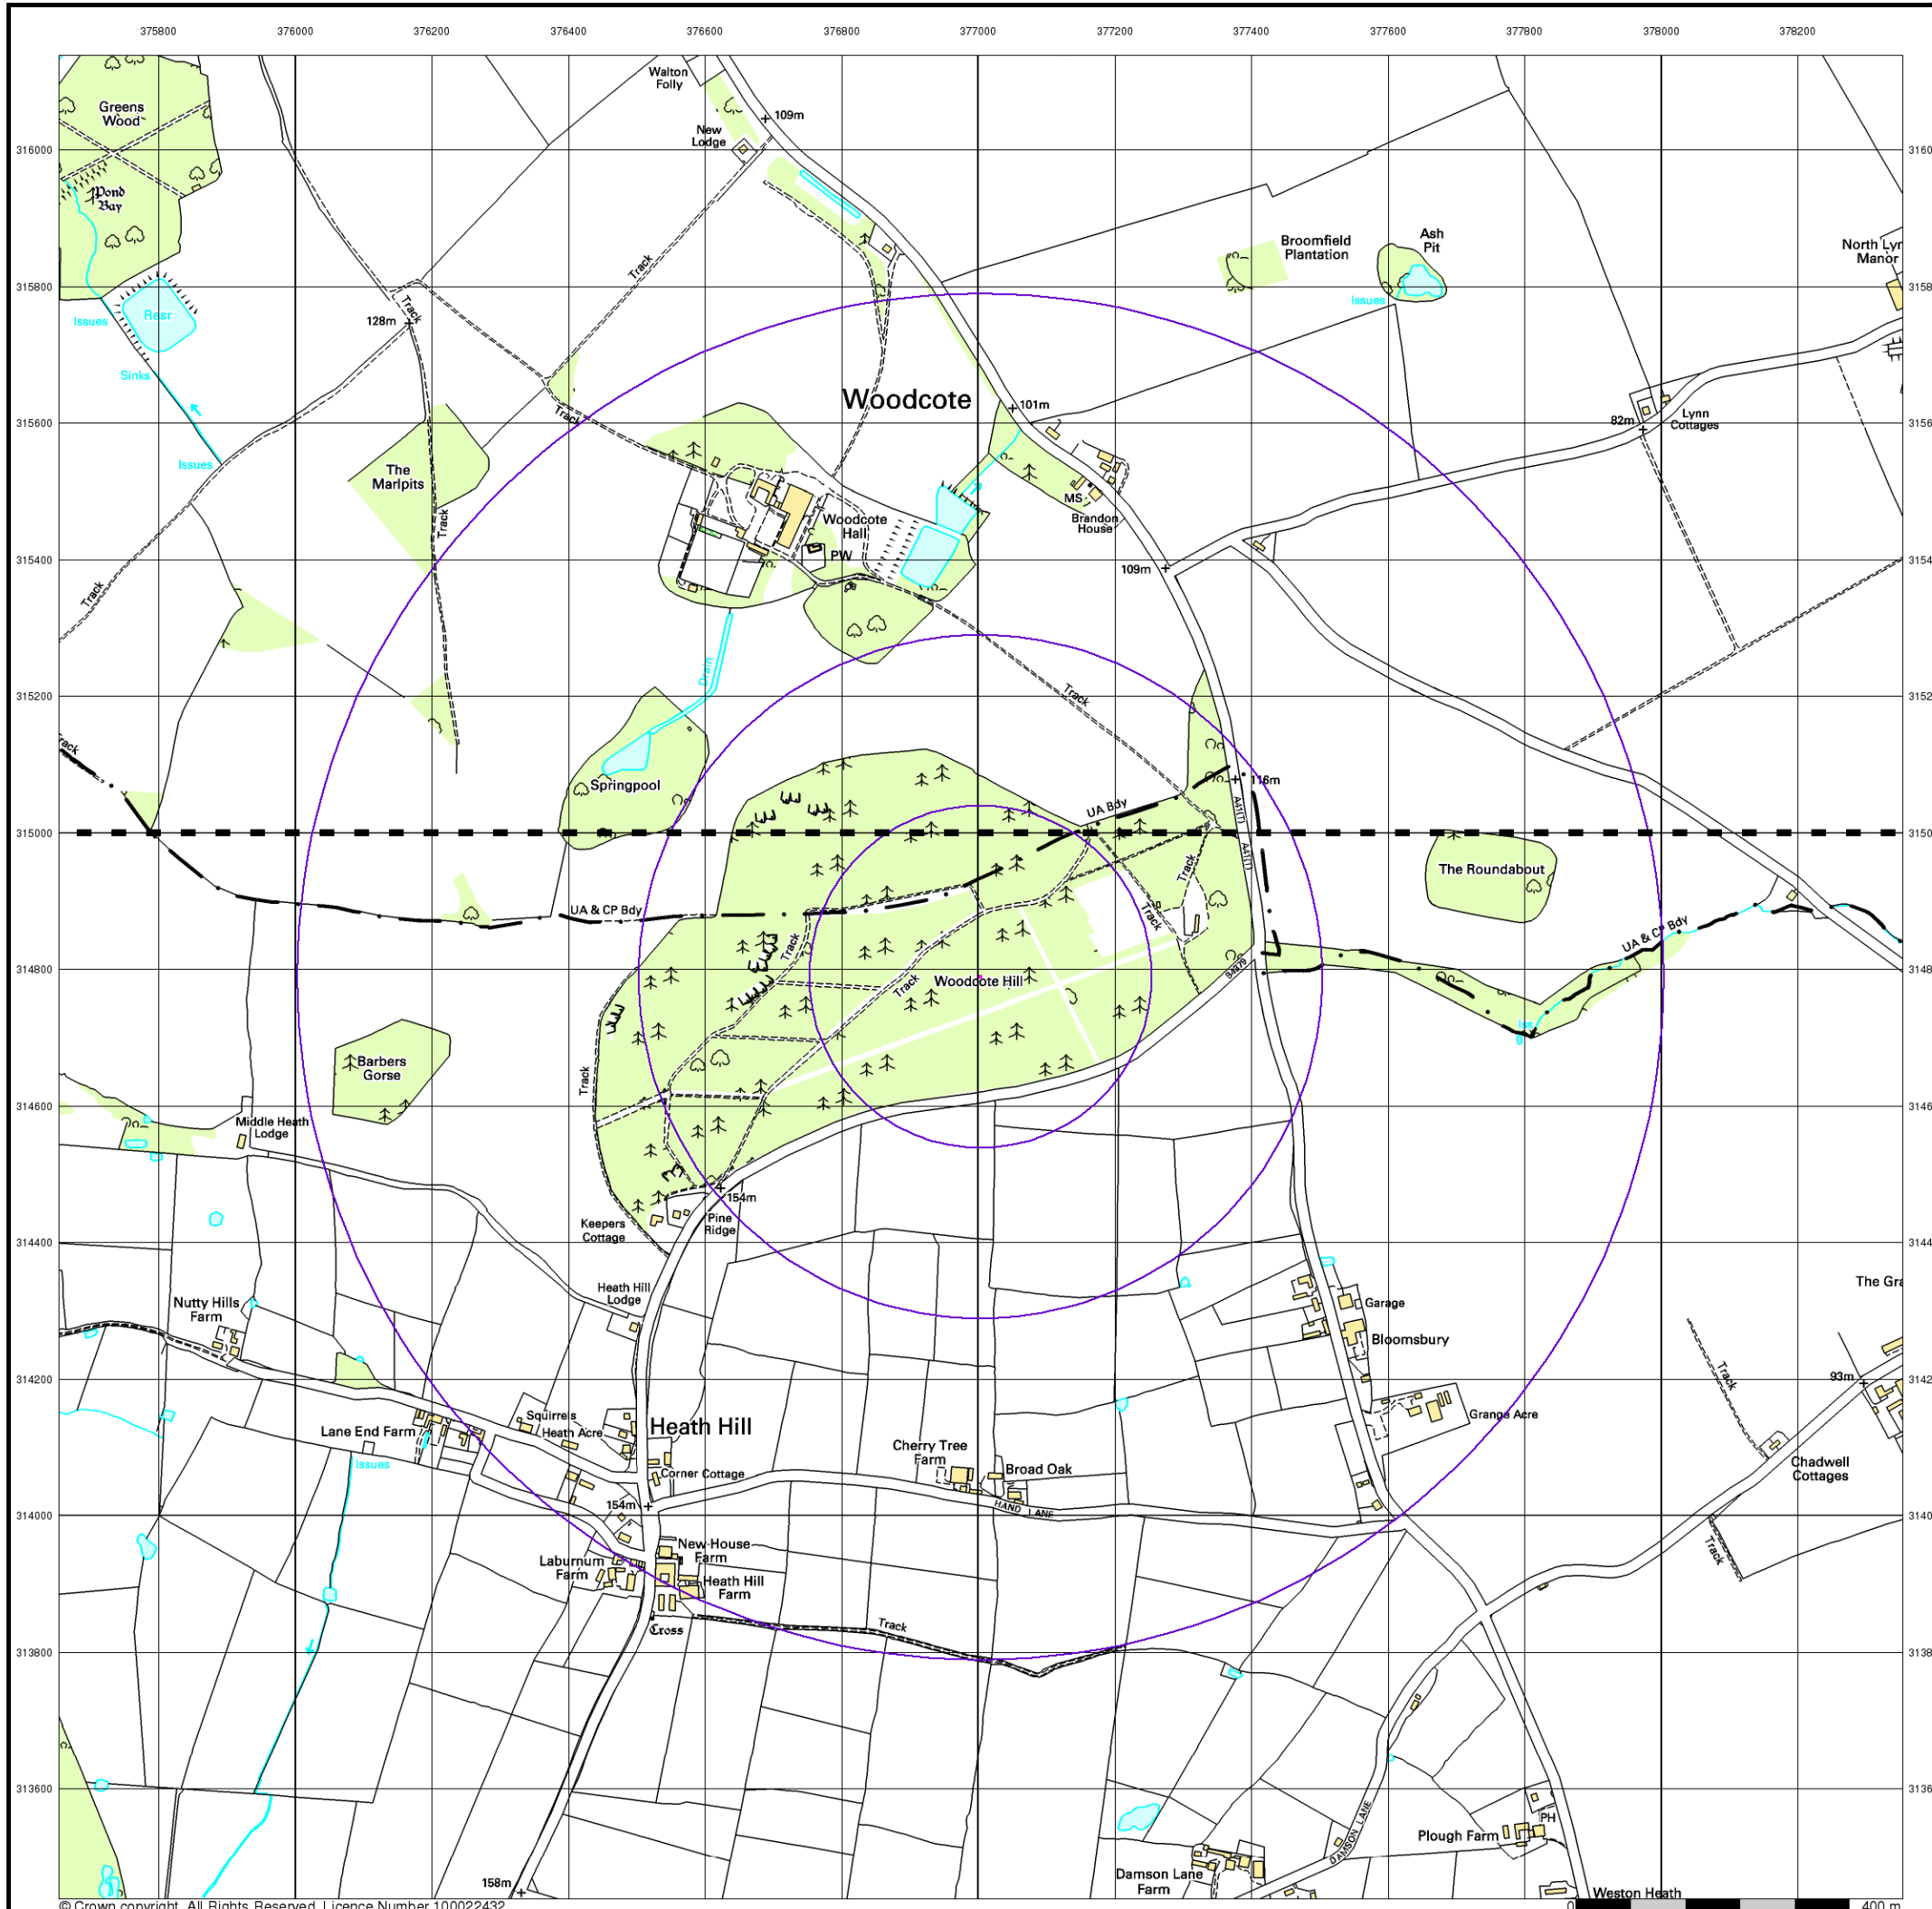 375800 376000 376200 376400 376600 376800 377000 377200 377400 377600 377800 378000 378200
Walton
Folly
109m
Greens
Wood
New
Lodge
316000
Pond
Bay
Track
Broomfield
Plantation
Ash
Pit
Manor
315800
Issues
Resr
Track
128m
Issues
Sinks
Woodcote
101m
Track
315600
82m
Lynn
Cottages
Issues
The
Marlpits
MS
Brandon
House
Track
Woodcote
Hall
PW
315400
109m
Track
Drain
315200
Track
Springpool
116m
UA Bdy
A41(T)
315000
A41(T)
The Roundabout
Track
UA & CP Bdy
Track
UA & CP Bdy
Track
314800
B4379
Woodcote Hill
Track
Iss
Barbers
Gorse
Track
314600
Middle Heath
Lodge
154m
Keepers
Cottage
Pine
Ridge
314400
Heath Hill
Lodge
Nutty Hills
Farm
Garage
Bloomsbury
314200
Track
93m
Squirrels
Heath Acre
Lane End Farm
Heath Hill
Grange Acre
Cherry Tree
Farm
Broad Oak
Corner Cottage
Issues
Chadwell
Cottages
154m
HAND LANE
314000
New House
Farm
Laburnum
Farm
Heath Hill
Farm
Track
Cross
Track
313800
313600
DAMSON LANE
PH
Plough Farm
Damson Lane
Farm
158m
Weston Heath
© Crown copyright. All Rights Reserved. Licence Number 100022432
0 400 m